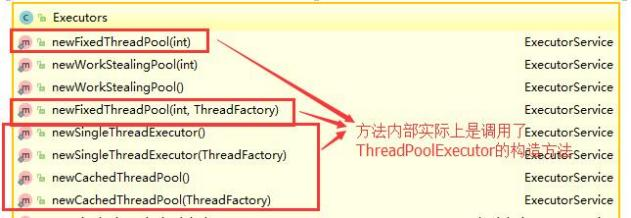 Executors
newFixedThreadPool(int) ExecutorService
newWorkStealingPool(int) ExecutorService
newWorkStealingPool() ExecutorService
newFixedThreadPool(int, ThreadFactory) ExecutorService
newSingleThreadExecutor() ExecutorService
newSingleThreadExecutor(ThreadFactory) ExecutorService
newCachedThreadPool() ExecutorService
newCachedThreadPool(ThreadFactory) ExecutorService
方法内部实际上是调用了
ThreadPoolExecutor的构造方法